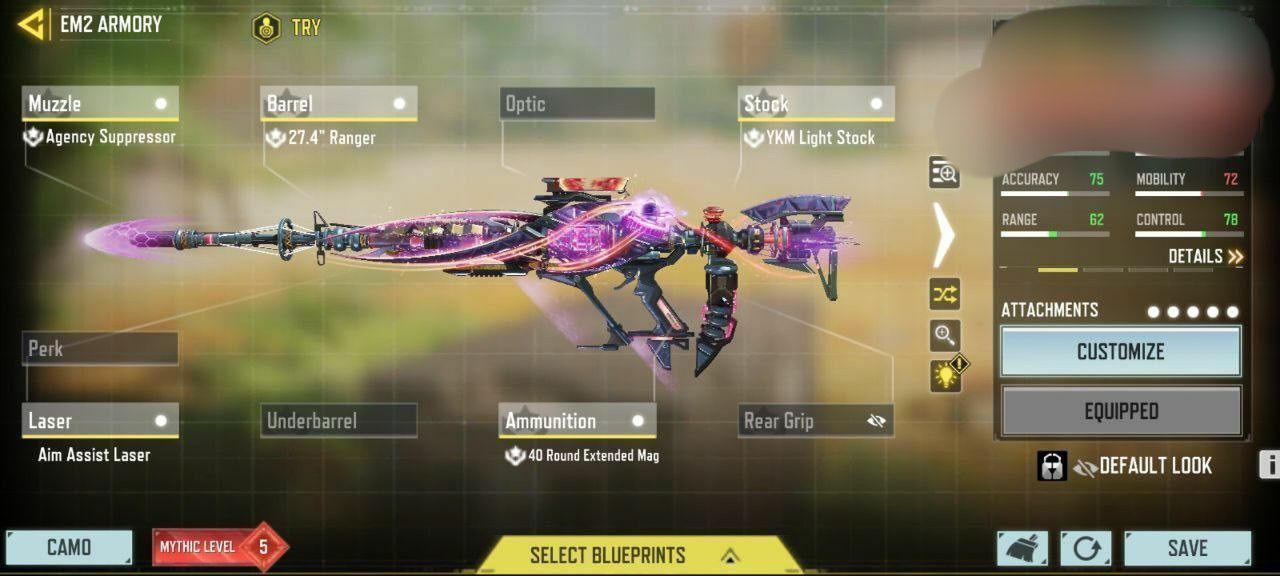 EM2 ARMORY
TRY
Muzzle
Agency Suppressor
Barrel
27.4" Ranger
Optic
Stock
YKM Light Stock
ACCURACY 75
MOBILITY 72
RANGE 62
CONTROL 78
DETAILS
ATTACHMENTS
CUSTOMIZE
EQUIPPED
DEFAULT LOOK
Perk
Laser
Aim Assist Laser
Underbarrel
Ammunition
40 Round Extended Mag
Rear Grip
CAMO
MYTHIC LEVEL 5
SELECT BLUEPRINTS
SAVE